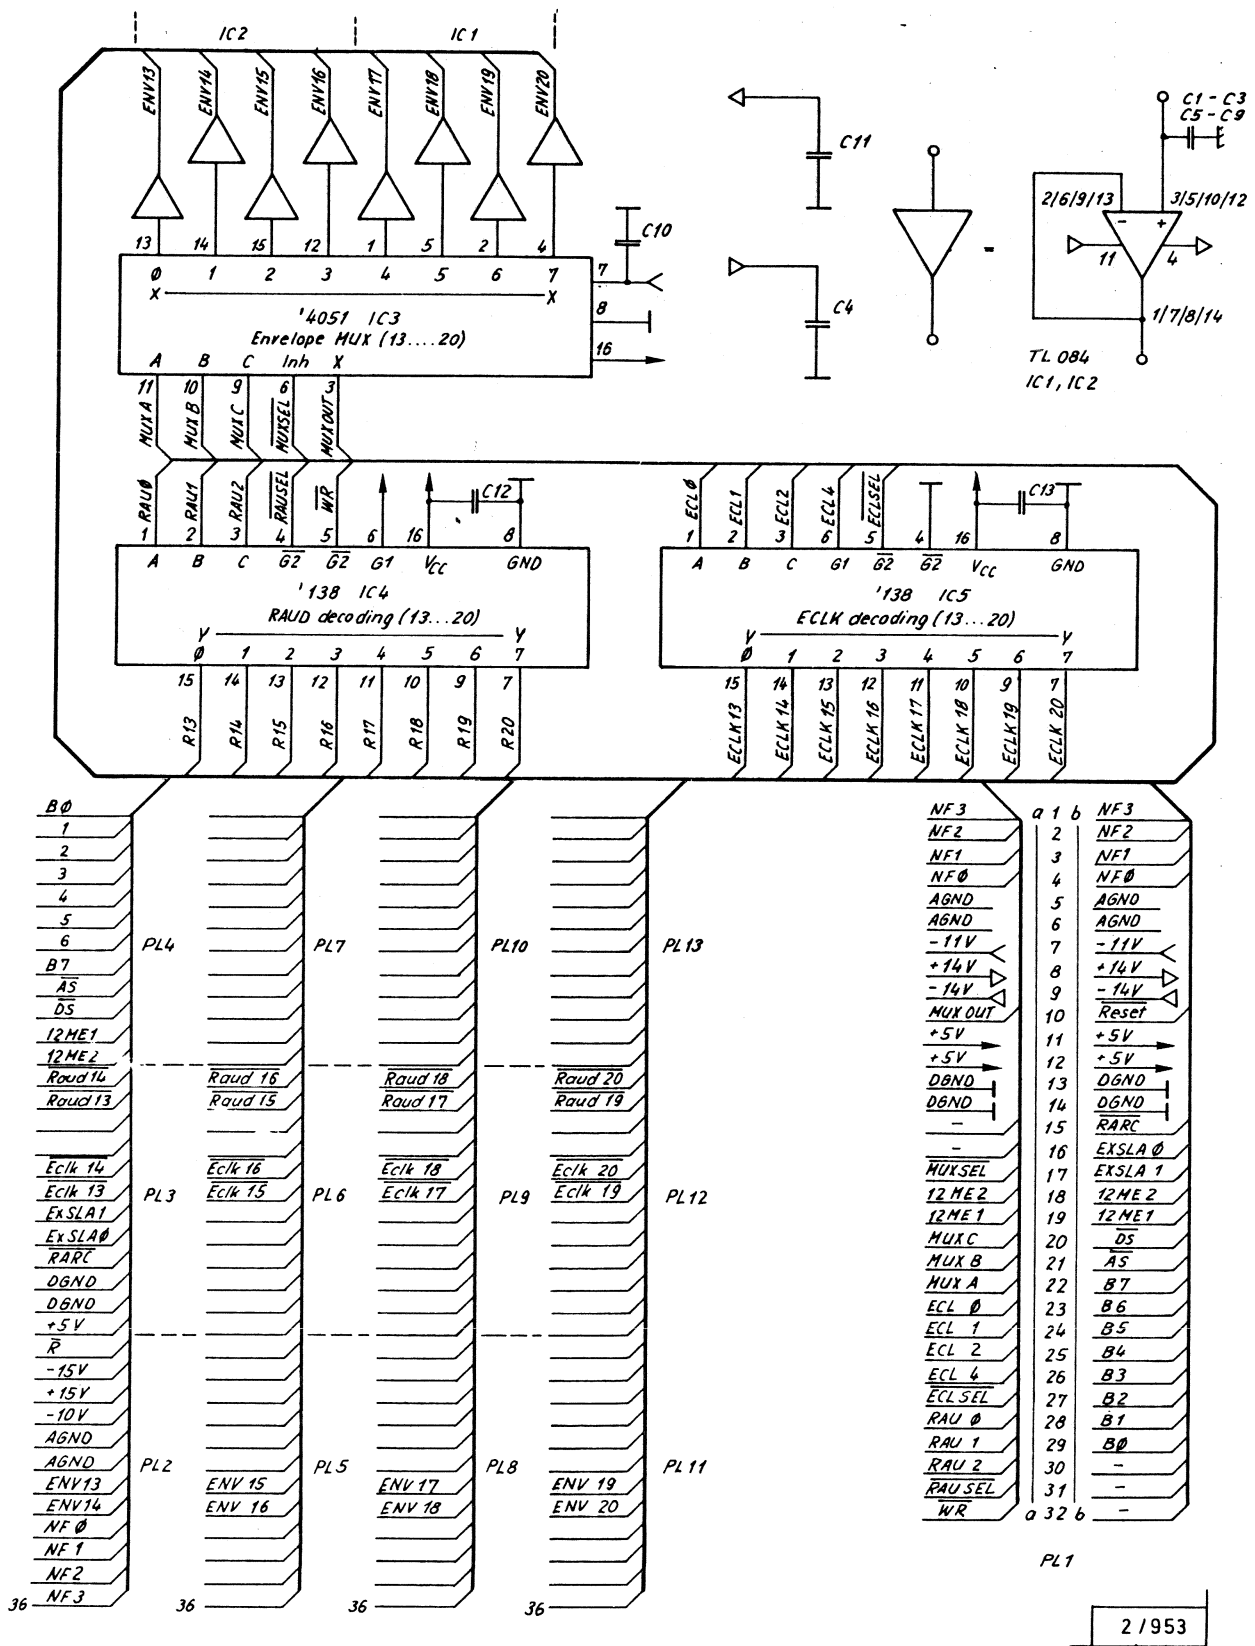 IC2 IC1
ENV13 ENV14 ENV15 ENV16 ENV17 ENV18 ENV19 ENV20
13 14 15 12 1 5 2 4
Ø 1 2 3 4 5 6 7
X X
'4051 IC3
Envelope MUX (13....20)
A B C Inh X
11 10 9 6 3
7
8
16
C10
MUXA MUXB MUXC MUXSEL MUXOUT
C11
C4
C1 - C3
C5 - C9
2/6/9/13 3/5/10/12
- +
11 4
1/7/8/14
-
TL 084
IC1, IC2
RAUØ RAU1 RAU2 RAUSEL WR
C12
1 2 3 4 5 6 16 8
A B C G2 G2 G1 VCC GND
'138 IC4
RAUD decoding (13...20)
Y Y
Ø 1 2 3 4 5 6 7
15 14 13 12 11 10 9 7
R13 R14 R15 R16 R17 R18 R19 R20
ECLØ ECL1 ECL2 ECL4 ECLSEL
C13
1 2 3 6 5 4 16 8
A B C G1 G2 G2 VCC GND
'138 IC5
ECLK decoding (13...20)
Y Y
Ø 1 2 3 4 5 6 7
15 14 13 12 11 10 9 7
ECLK13 ECLK 14 ECLK 15 ECLK 16 ECLK 17 ECLK 18 ECLK 19 ECLK 20
BØ
1
2
3
4
5
6
B7
AS
DS
12ME1
12ME2
PL4
Raud 14
Raud 13
Eclk 14
Eclk 13
ExSLA1
ExSLAØ
RARC
DGND
DGND
+5V
PL3
R
-15V
+15V
-10V
AGND
AGND
ENV13
ENV14
NF Ø
NF 1
NF 2
36 NF 3
PL2
PL7
Raud 16
Raud 15
Eclk 16
Eclk 15
PL6
ENV 15
ENV 16
PL5
36
PL10
Raud 18
Raud 17
Eclk 18
Eclk 17
PL9
ENV 17
ENV 18
PL8
36
PL13
Raud 20
Raud 19
Eclk 20
Eclk 19
PL12
ENV 19
ENV 20
PL11
36
NF3 a 1 b NF3
NF2 2 NF2
NF1 3 NF1
NFØ 4 NFØ
AGND 5 AGND
AGND 6 AGND
-11V 7 -11V
+14V 8 +14V
-14V 9 -14V
MUX OUT 10 Reset
+5V 11 +5V
+5V 12 +5V
DGND 13 DGND
DGND 14 DGND
- 15 RARC
- 16 EXSLA Ø
MUXSEL 17 EXSLA 1
12 ME2 18 12ME2
12ME1 19 12ME1
MUXC 20 DS
MUX B 21 AS
MUX A 22 B7
ECL Ø 23 B6
ECL 1 24 B5
ECL 2 25 B4
ECL 4 26 B3
ECLSEL 27 B2
RAU Ø 28 B1
RAU 1 29 BØ
RAU 2 30 -
RAUSEL 31 -
WR a 32 b -
PL1
2/953